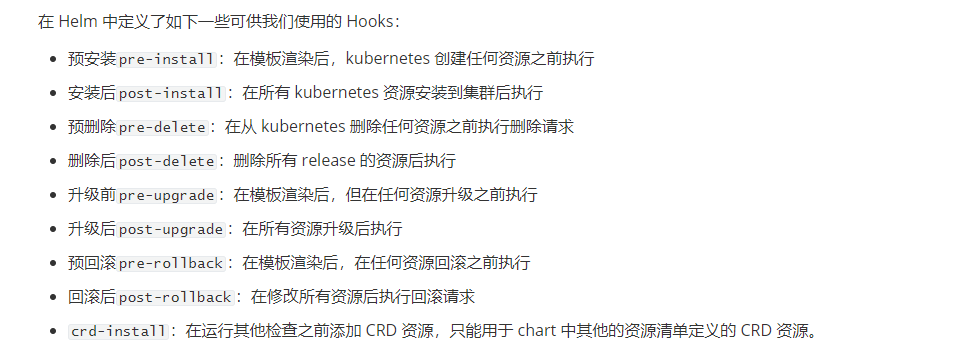 在 Helm 中定义了如下一些可供我们使用的 Hooks：
预安装pre-install：在模板渲染后，kubernetes 创建任何资源之前执行
安装后post-install：在所有 kubernetes 资源安装到集群后执行
预删除pre-delete：在从 kubernetes 删除任何资源之前执行删除请求
删除后post-delete：删除所有 release 的资源后执行
升级前pre-upgrade：在模板渲染后，但在任何资源升级之前执行
升级后post-upgrade：在所有资源升级后执行
预回滚pre-rollback：在模板渲染后，在任何资源回滚之前执行
回滚后post-rollback：在修改所有资源后执行回滚请求
crd-install：在运行其他检查之前添加 CRD 资源，只能用于 chart 中其他的资源清单定义的 CRD 资源。